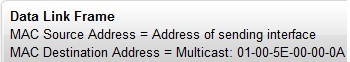 Data Link Frame
MAC Source Address = Address of sending interface
MAC Destination Address = Multicast: 01-00-5E-00-00-0A